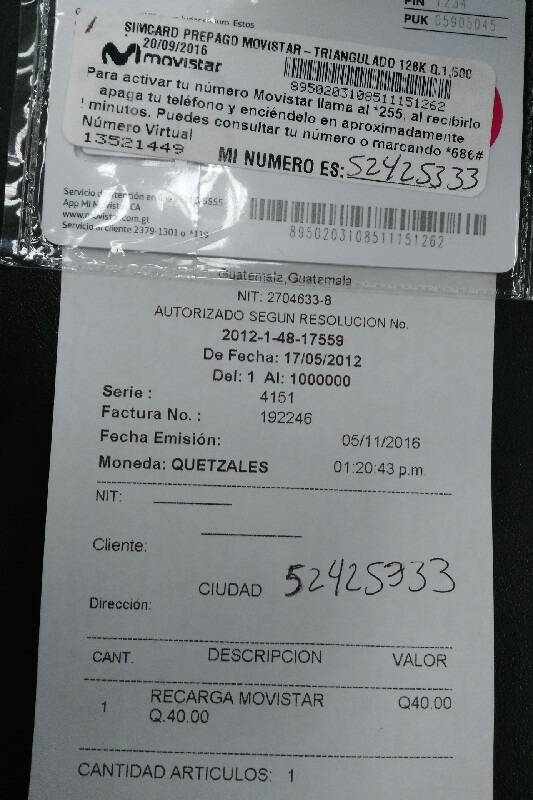 PIN 1234
PUK 05905045
SIMCARD PREPAGO MOVISTAR - TRIANGULADO 128K Q.1,500
20/09/2016
movistar
8950203108511151262
Para activar tu número Movistar llama al *255, al recibirlo
apaga tu teléfono y enciéndelo en aproximadamente
! minutos. Puedes consultar tu número o marcando *686#
Número Virtual
13521449
MI NUMERO ES: 52425333
Servicio de atención en 5555
App Mi Movistar CA
www.movistar.com.gt
Servicio al cliente 2379-1301 o *119
8950203108511151262
Guatemala,Guatemala
NIT: 2704633-8
AUTORIZADO SEGUN RESOLUCION No.
2012-1-48-17559
De Fecha: 17/05/2012
Del: 1 Al: 1000000
Serie : 4151
Factura No. : 192246
Fecha Emisión: 05/11/2016
Moneda: QUETZALES 01:20:43 p.m.
NIT:
Cliente:
CIUDAD 52425933
Dirección:
CANT. DESCRIPCION VALOR
1 RECARGA MOVISTAR Q40.00
Q.40.00
CANTIDAD ARTICULOS: 1